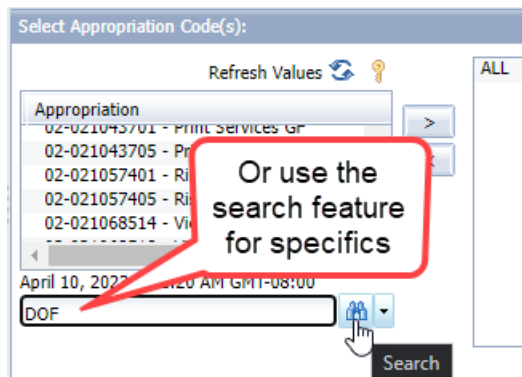 Select Appropriation Code(s):
Refresh Values
ALL
Appropriation
02-021043701 - Print Services GF
>
02-021043705 - Pr
02-021057401 - Ri
02-021057405 - Ris
02-021068514 - Vi
Or use the
search feature
for specifics
April 10, 202 :20 AM GMT-08:00
DOF
Search